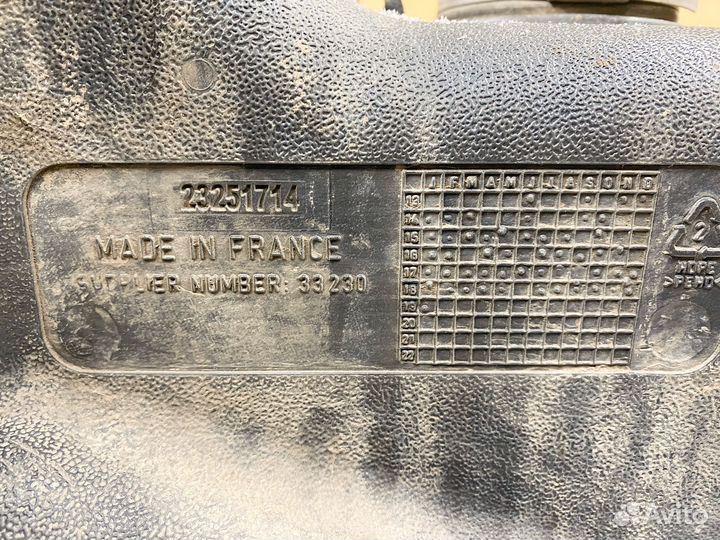 23251714
MADE IN FRANCE
SUPPLIER NUMBER: 33230
J F M A M J J A S O N D
13
14
15
16
17
18
19
20
21
22
2
HDPE
>PEHD<
Avito